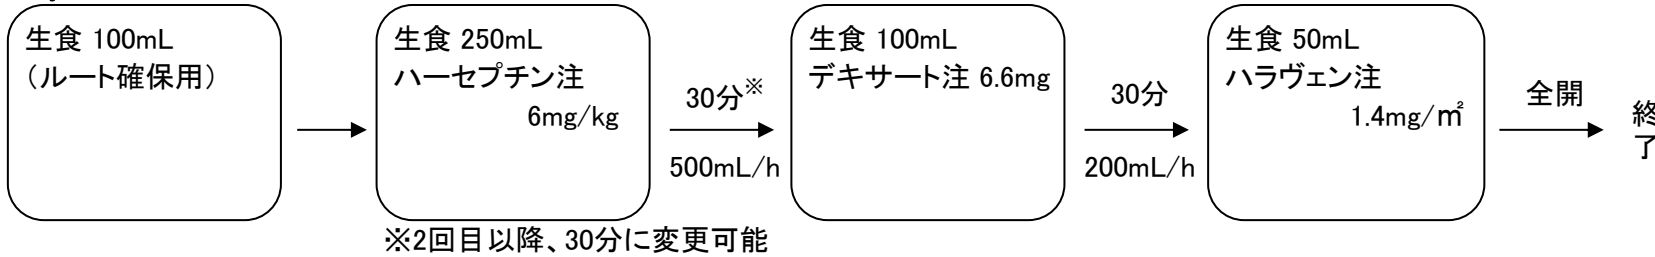 生食 100mL
（ルート確保用）
生食 250mL
ハーセプチン注
6mg/kg
30分※
500mL/h
生食 100mL
デキサート注 6.6mg
30分
200mL/h
生食 50mL
ハラヴェン注
1.4mg/㎡
全開
終
了
※2回目以降、30分に変更可能